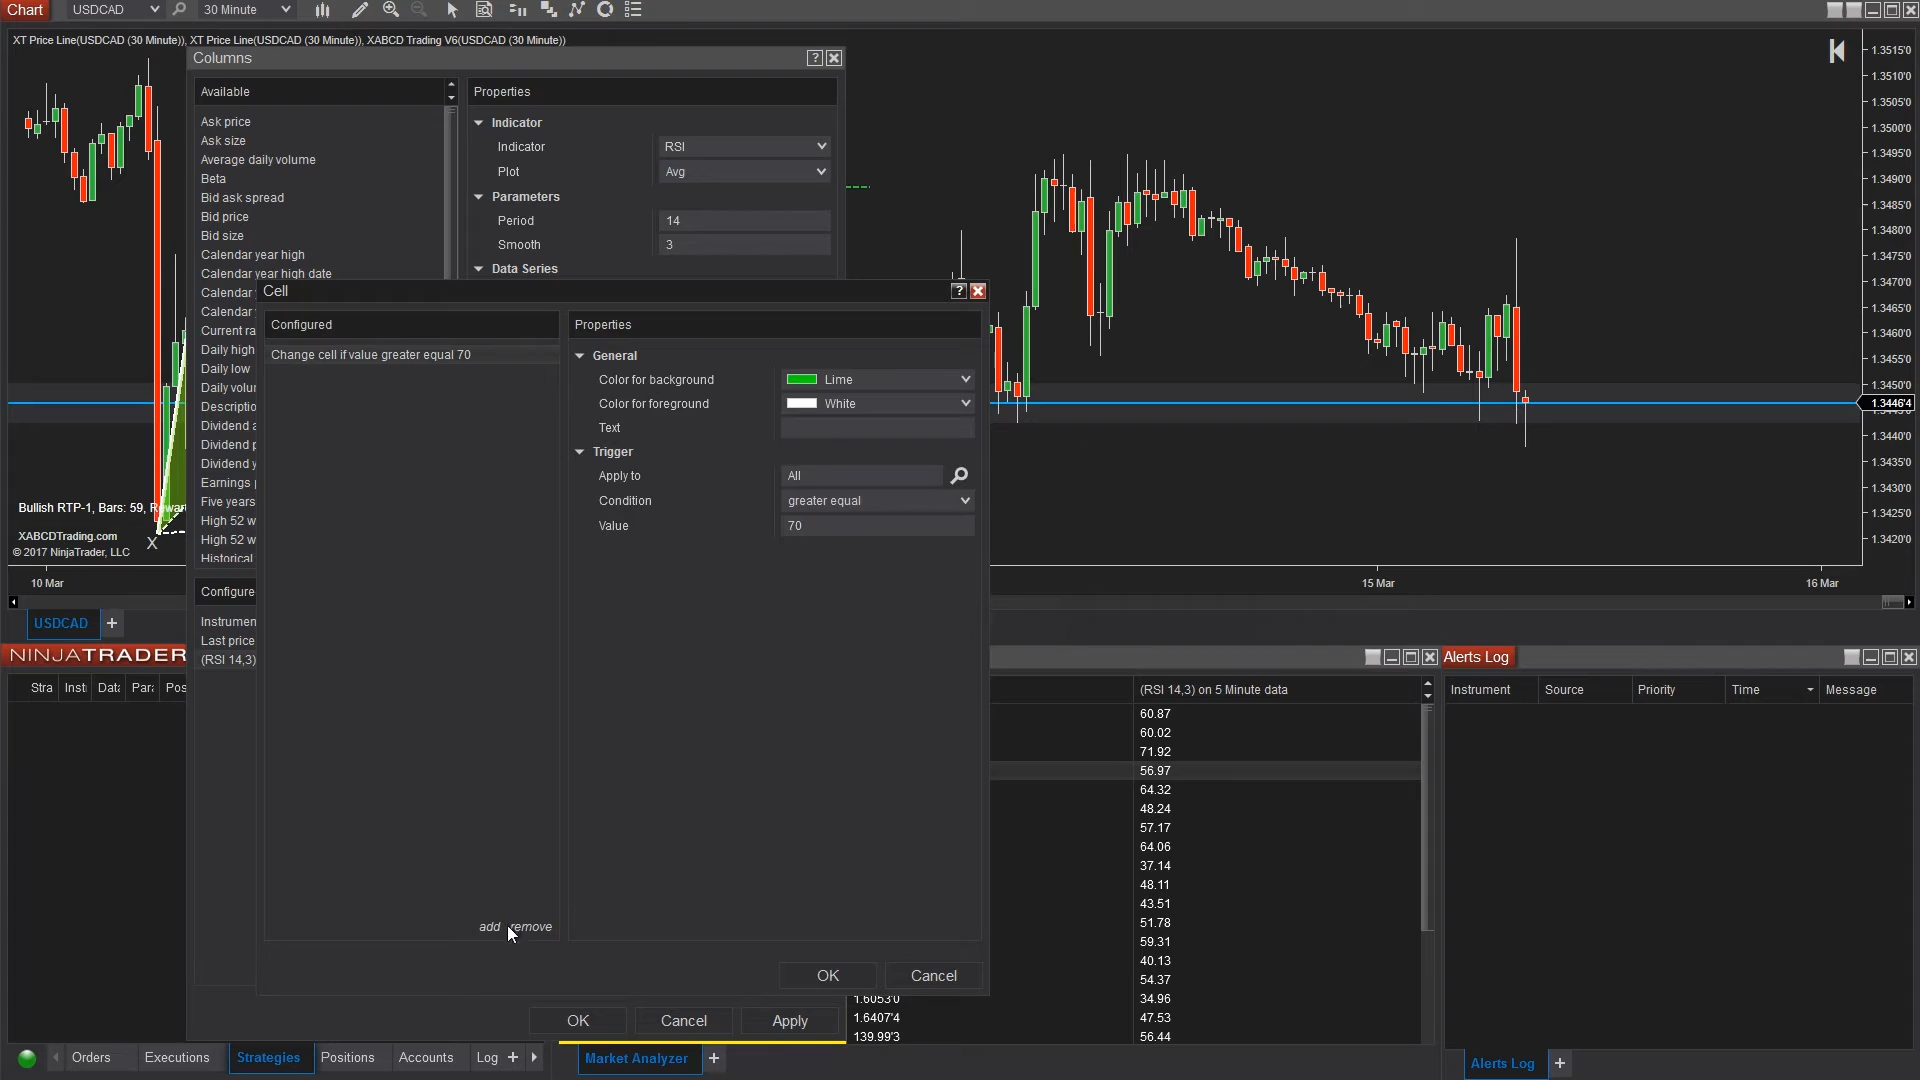 Chart
USDCAD
30 Minute
XT Price Line(USDCAD (30 Minute)), XT Price Line(USDCAD (30 Minute)), XABCD Trading V6(USDCAD (30 Minute))
Columns
?
Available
Properties
Ask price
Ask size
Average daily volume
Beta
Bid ask spread
Bid price
Bid size
Calendar year high
Calendar year high date
Calendar
Calendar
Current ra
Daily high
Daily low
Daily volu
Descriptio
Dividend a
Dividend p
Dividend y
Earnings
Five years
High 52 w
High 52 w
Historical
Indicator
Indicator
RSI
Plot
Avg
Parameters
Period
14
Smooth
3
Data Series
Cell
?
Configured
Change cell if value greater equal 70
add remove
Properties
General
Color for background
Lime
Color for foreground
White
Text
Trigger
Apply to
All
Condition
greater equal
Value
70
OK
Cancel
Configure
Instrumen
Last price
(RSI 14,3)
OK
Cancel
Apply
Bullish RTP-1, Bars: 59, Rewar
XABCDTrading.com
© 2017 NinjaTrader, LLC
X
10 Mar
15 Mar
16 Mar
1.3515'0
1.3510'0
1.3505'0
1.3500'0
1.3495'0
1.3490'0
1.3485'0
1.3480'0
1.3475'0
1.3470'0
1.3465'0
1.3460'0
1.3455'0
1.3450'0
1.3446'4
1.3440'0
1.3435'0
1.3430'0
1.3425'0
1.3420'0
USDCAD
+
NINJATRADER
Stra
Inst
Data
Para
Pos
(RSI 14,3) on 5 Minute data
60.87
60.02
71.92
56.97
64.32
48.24
57.17
64.06
37.14
48.11
43.51
51.78
59.31
40.13
54.37
1.6053'0
34.96
1.6407'4
47.53
139.99'3
56.44
Alerts Log
Instrument
Source
Priority
Time
Message
Orders
Executions
Strategies
Positions
Accounts
Log
+
Market Analyzer
+
Alerts Log
+